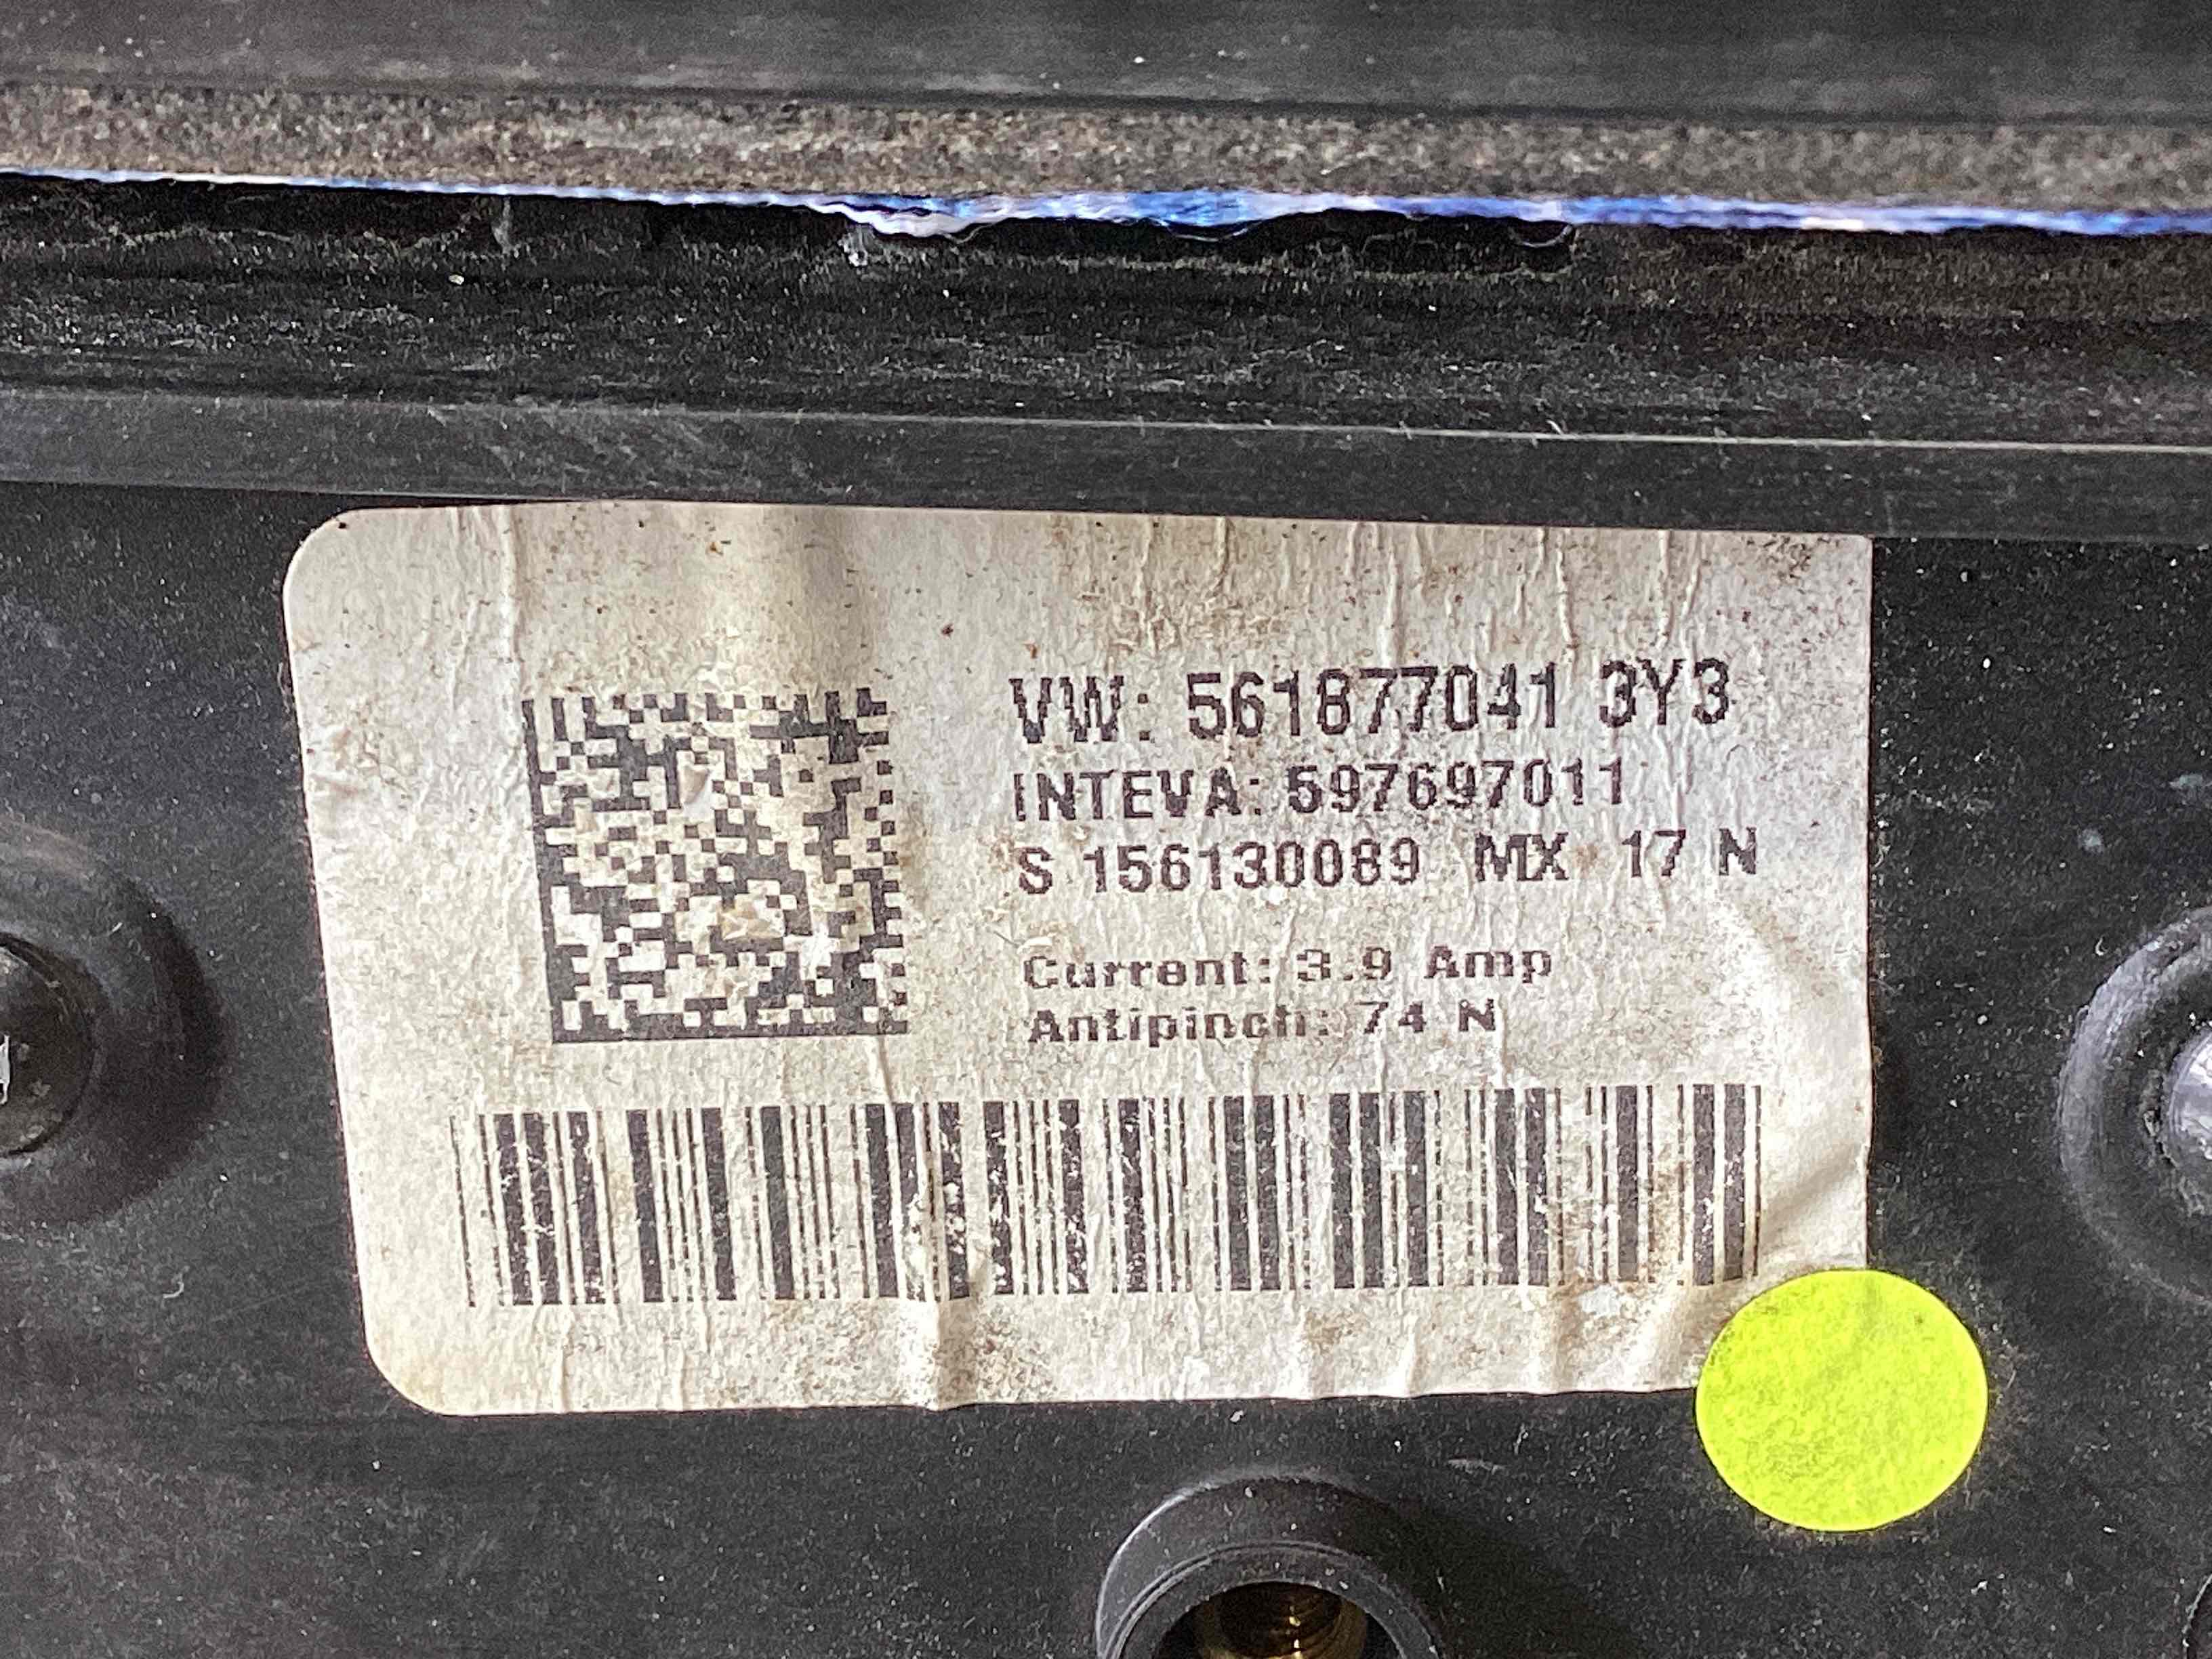 VW: 561877041 3Y3
INTEVA: 597697011
S 156130089 MX 17 N
Current: 3.9 Amp
Antipinch: 74 N